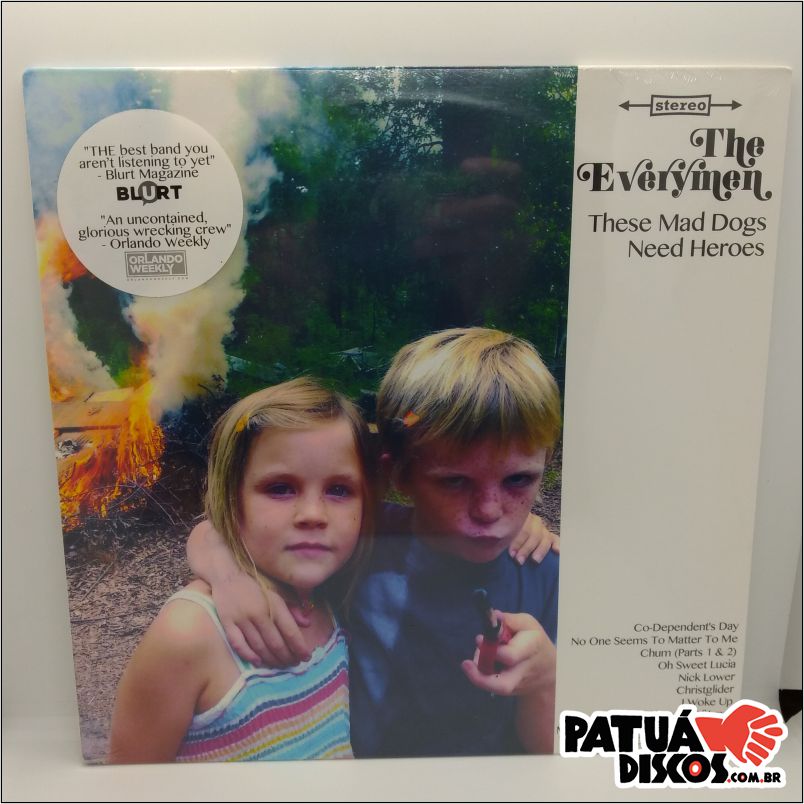 "THE best band you
aren't listening to yet"
- Blurt Magazine
BLURT
"An uncontained,
glorious wrecking crew"
- Orlando Weekly
ORLANDO
WEEKLY
stereo
The
Everymen
These Mad Dogs
Need Heroes
Co-Dependent's Day
No One Seems To Matter To Me
Chum (Parts 1 & 2)
Oh Sweet Lucia
Nick Lower
Christglider
I Woke Up
PATUÁ
DISCOS.COM.BR